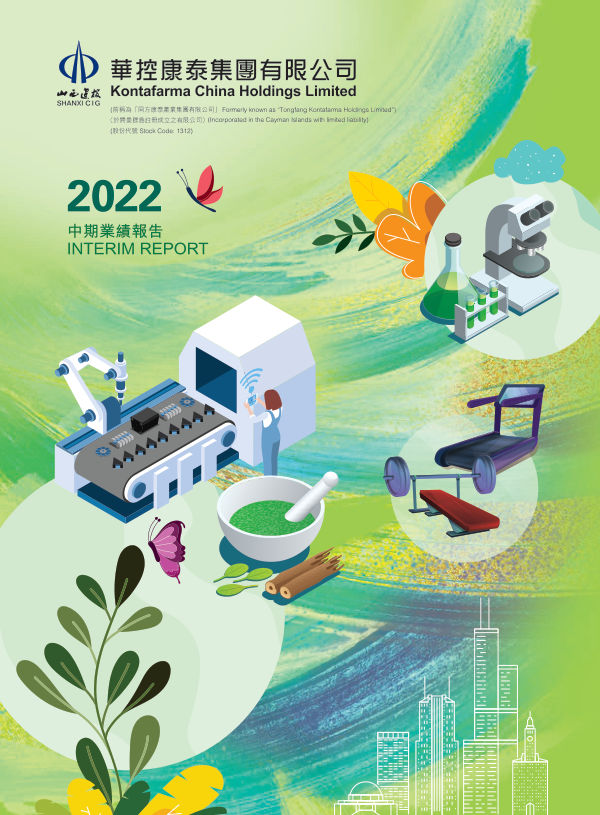 山西建投
SHANXI CIG
華控康泰集團有限公司
Kontafarma China Holdings Limited
(前稱為「同方康泰產業集團有限公司」 Formerly known as "Tongfang Kontafarma Holdings Limited")
(於開曼群島註冊成立之有限公司) (Incorporated in the Cayman Islands with limited liability)
(股份代號 Stock Code: 1312)
2022
中期業績報告
INTERIM REPORT